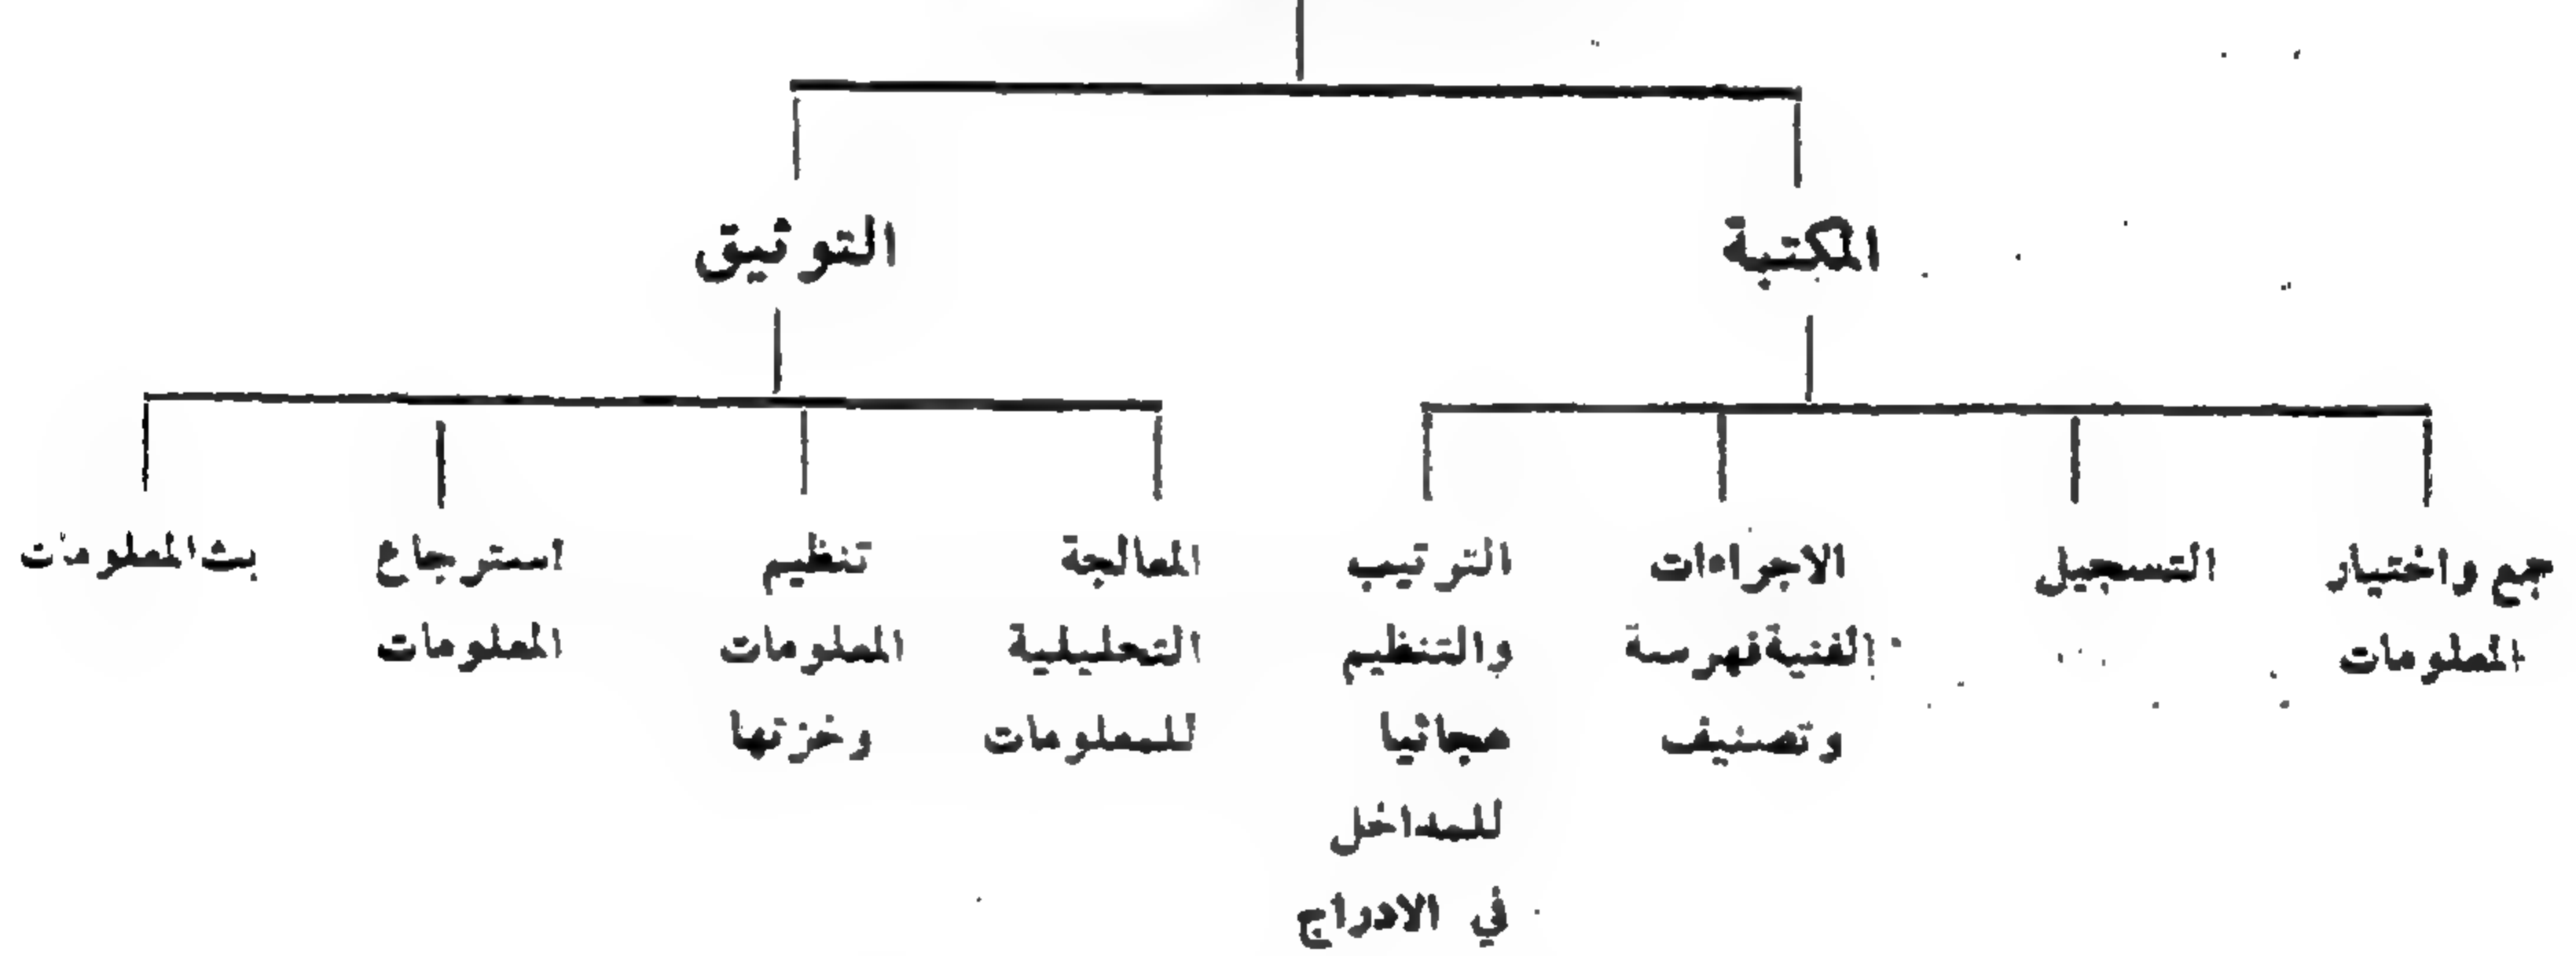 المكتبة
التوثيق
جمع واختيار
المعلومات
التسجيل
الاجراءات
الفنية فهرسة
وتصنيف
الترتيب
والتنظيم
هجائيا
للمداخل
في الادراج
المعالجة
التحليلية
للمعلومات
تنظيم
المعلومات
وخزنها
استرجاع
المعلومات
بث المعلومات